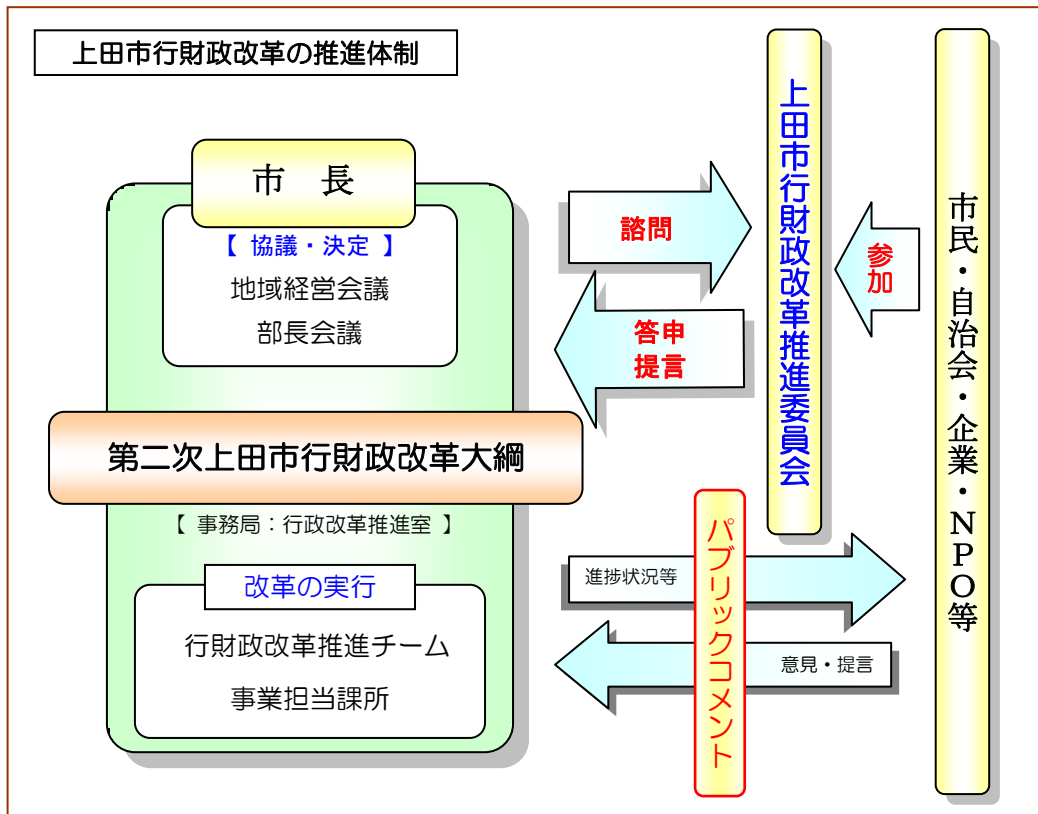 上田市行財政改革の推進体制
市　長
【 協議・決定 】
地域経営会議
部長会議
第二次上田市行財政改革大綱
【 事務局：行政改革推進室 】
改革の実行
行財政改革推進チーム
事業担当課所
諮問
答申
提言
上田市行財政改革推進委員会
参加
市民・自治会・企業・NPO等
進捗状況等
パブリックコメント
意見・提言